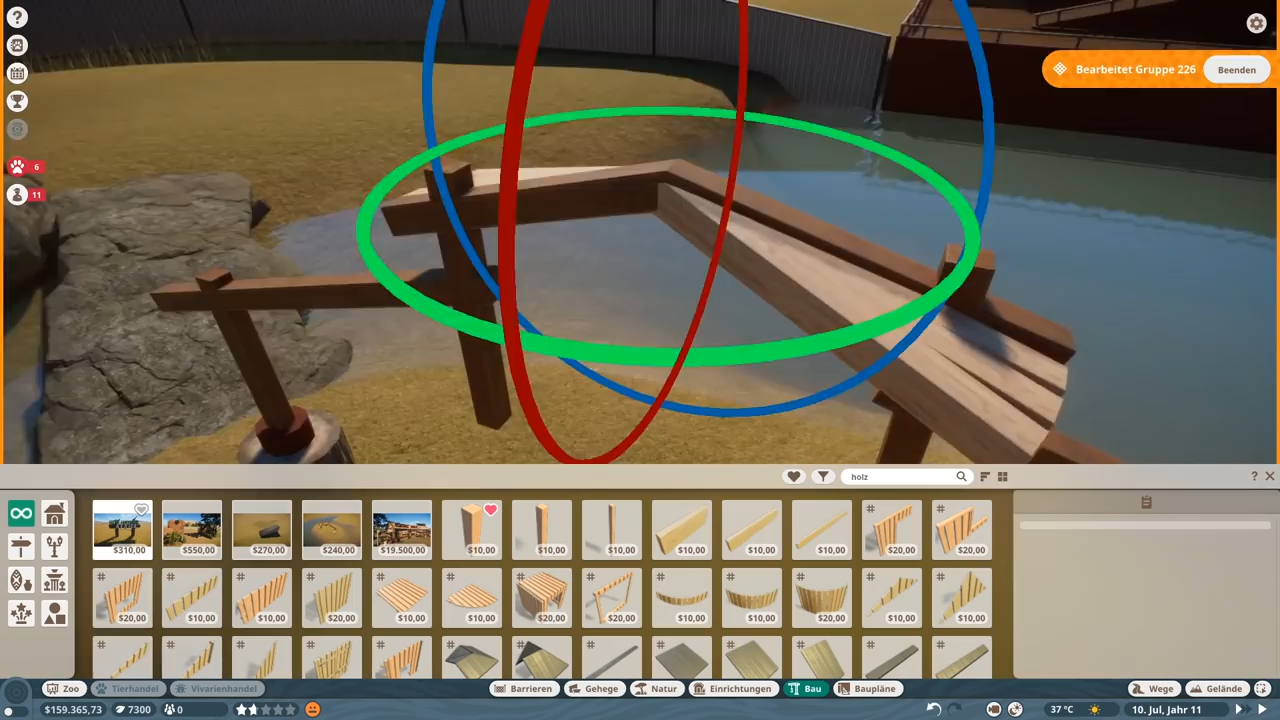 ?
Bearbeitet Gruppe 226
Beenden
6
11
holz
?
$310,00
$550,00
$270,00
$240,00
$19.500,00
$10,00
$10,00
$10,00
$10,00
$10,00
$10,00
$20,00
$20,00
$20,00
$10,00
$10,00
$20,00
$10,00
$10,00
$20,00
$20,00
$10,00
$10,00
$20,00
$10,00
$10,00
Zoo
Tierhandel
Vivarienhandel
Barrieren
Gehege
Natur
Einrichtungen
Bau
Baupläne
Wege
Gelände
$159.365,73
7300
0
37 °C
10. Jul, Jahr 11